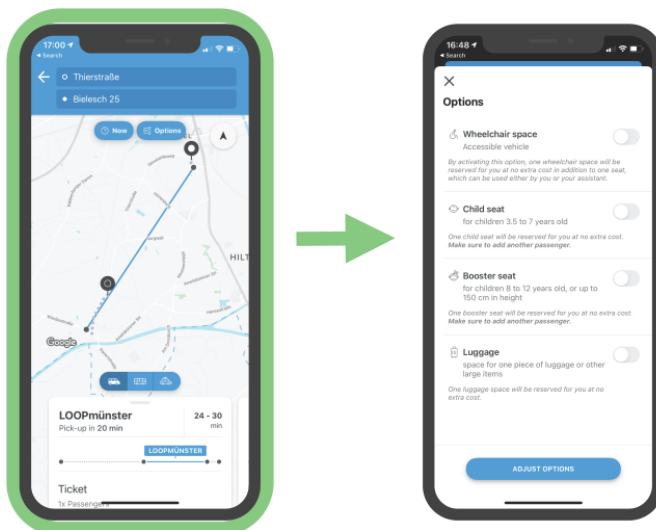 17:00
Search
Thierstraße
Bielesch 25
Now
Options
HILT
Google
LOOPmünster
24 - 30
Pick-up in 20 min
min
LOOPMÜNSTER
Ticket
1x Passengers
16:48
Search
Options
Wheelchair space
Accessible vehicle
By activating this option, one wheelchair space will be
reserved for you at no extra cost in addition to one seat,
which can be used either by you or your assistant.
Child seat
for children 3.5 to 7 years old
One child seat will be reserved for you at no extra cost.
Make sure to add another passenger.
Booster seat
for children 8 to 12 years old, or up to
150 cm in height
One booster seat will be reserved for you at no extra cost.
Make sure to add another passenger.
Luggage
space for one piece of luggage or other
large items
One luggage space will be reserved for you at no
extra cost.
ADJUST OPTIONS